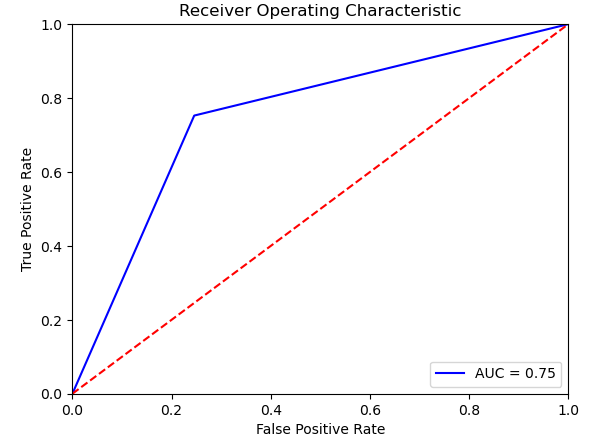 Receiver Operating Characteristic
1.0
0.8
0.6
0.4
0.2
0.0
True Positive Rate
AUC = 0.75
0.0 0.2 0.4 0.6 0.8 1.0
False Positive Rate